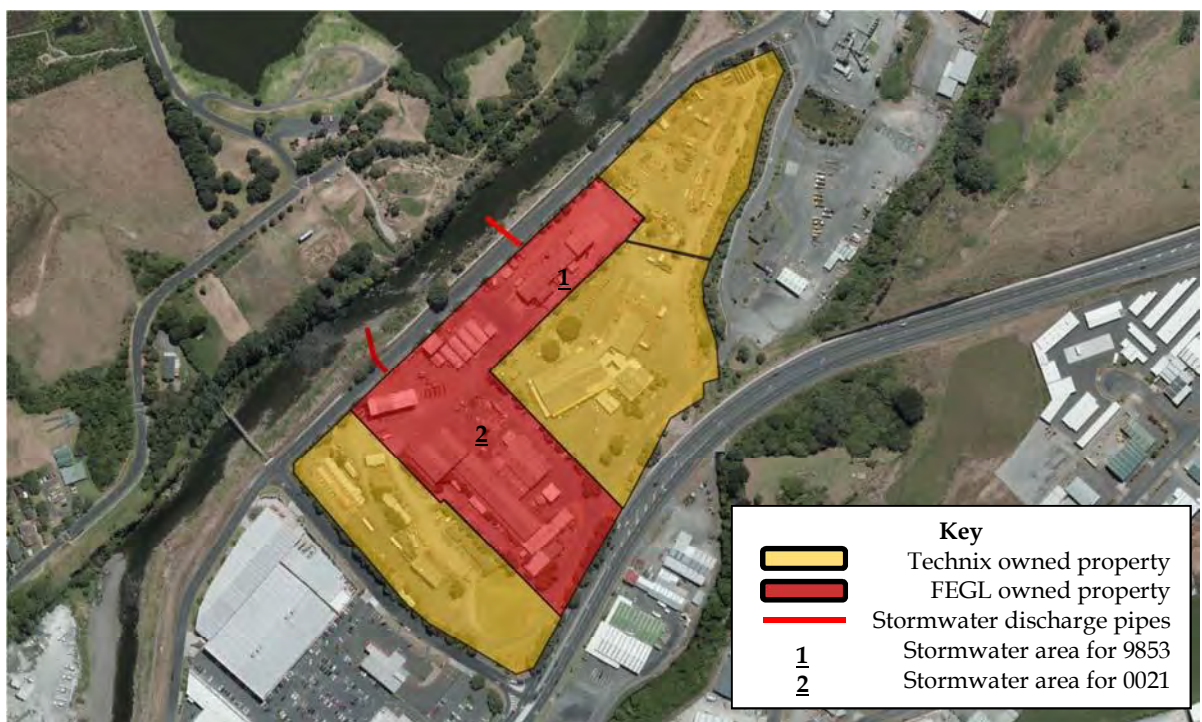 1
2
Key
Technix owned property
FEGL owned property
Stormwater discharge pipes
1 Stormwater area for 9853
2 Stormwater area for 0021